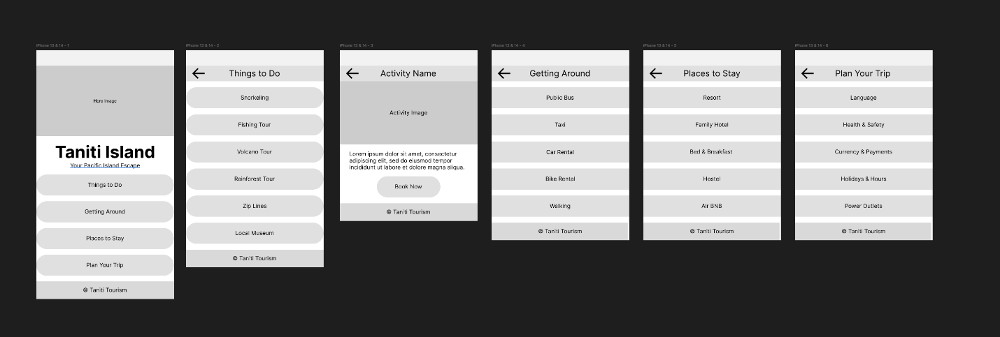 iPhone 13 & 14 - 1
Hero Image
Taniti Island
Your Pacific Island Escape
Things to Do
Getting Around
Places to Stay
Plan Your Trip
© Taniti Tourism
iPhone 13 & 14 - 2
Things to Do
Snorkeling
Fishing Tour
Volcano Tour
Rainforest Tour
Zip Lines
Local Museum
© Taniti Tourism
iPhone 13 & 14 - 3
Activity Name
Activity Image
Lorem ipsum dolor sit amet, consectetur
adipiscing elit, sed do eiusmod tempor
incididunt ut labore et dolore magna aliqua.
Book Now
© Taniti Tourism
iPhone 13 & 14 - 4
Getting Around
Public Bus
Taxi
Car Rental
Bike Rental
Walking
© Taniti Tourism
iPhone 13 & 14 - 5
Places to Stay
Resort
Family Hotel
Bed & Breakfast
Hostel
Air BNB
© Taniti Tourism
iPhone 13 & 14 - 6
Plan Your Trip
Language
Health & Safety
Currency & Payments
Holidays & Hours
Power Outlets
© Taniti Tourism